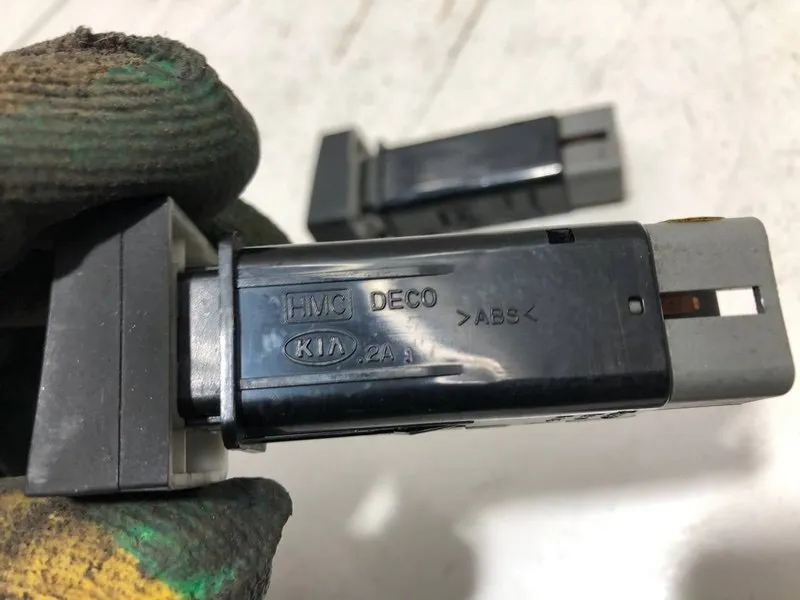 HMC DECO
>ABS<
KIA .2A